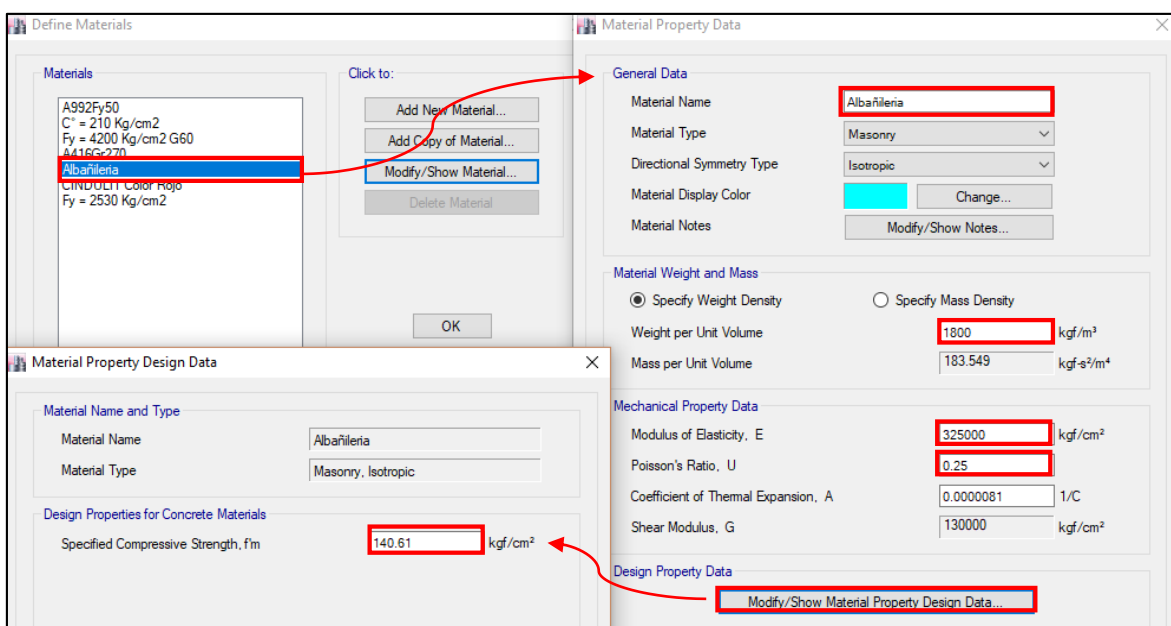 Define Materials
Materials
A992Fy50
C° = 210 Kg/cm2
Fy = 4200 Kg/cm2 G60
A416Gr270
Albañileria
CINDULIT Color Rojo
Fy = 2530 Kg/cm2
Click to:
Add New Material...
Add Copy of Material...
Modify/Show Material...
Delete Material
OK
Material Property Data
General Data
Material Name Albañileria
Material Type Masonry
Directional Symmetry Type Isotropic
Material Display Color Change...
Material Notes Modify/Show Notes...
Material Weight and Mass
Specify Weight Density Specify Mass Density
Weight per Unit Volume 1800 kgf/m³
Mass per Unit Volume 183.549 kgf-s²/m⁴
Mechanical Property Data
Modulus of Elasticity, E 325000 kgf/cm²
Poisson's Ratio, U 0.25
Coefficient of Thermal Expansion, A 0.0000081 1/C
Shear Modulus, G 130000 kgf/cm²
Design Property Data
Modify/Show Material Property Design Data...
Material Property Design Data
Material Name and Type
Material Name Albañileria
Material Type Masonry, Isotropic
Design Properties for Concrete Materials
Specified Compressive Strength, f'm 140.61 kgf/cm²